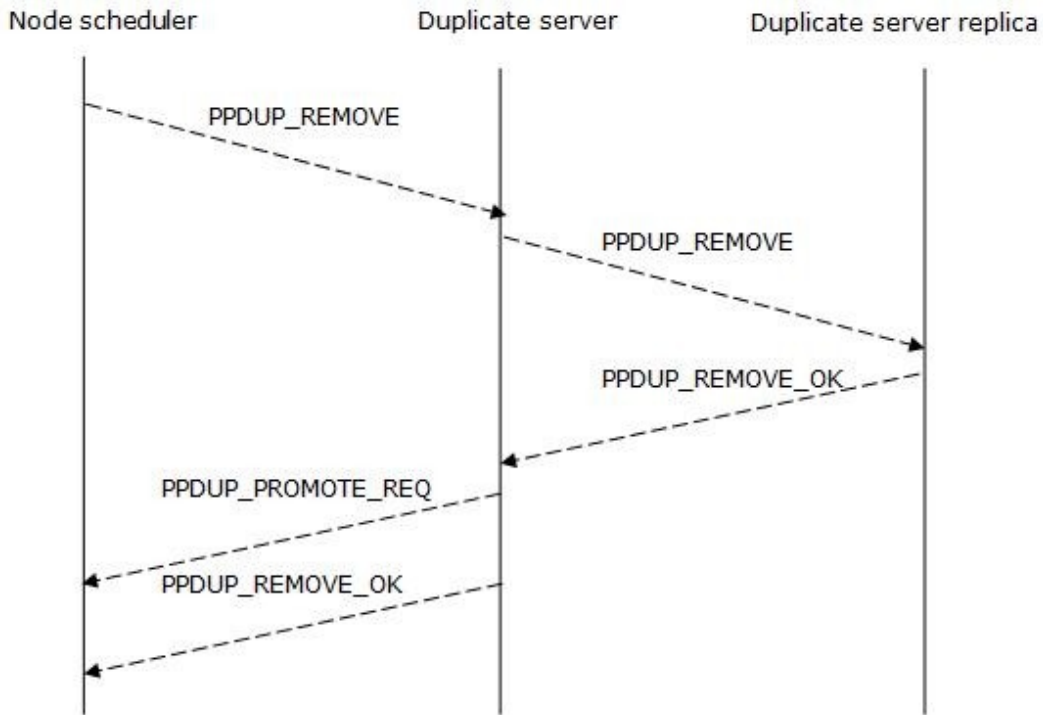 Node scheduler
Duplicate server
Duplicate server replica
PPDUP_REMOVE
PPDUP_REMOVE
PPDUP_REMOVE_OK
PPDUP_PROMOTE_REQ
PPDUP_REMOVE_OK